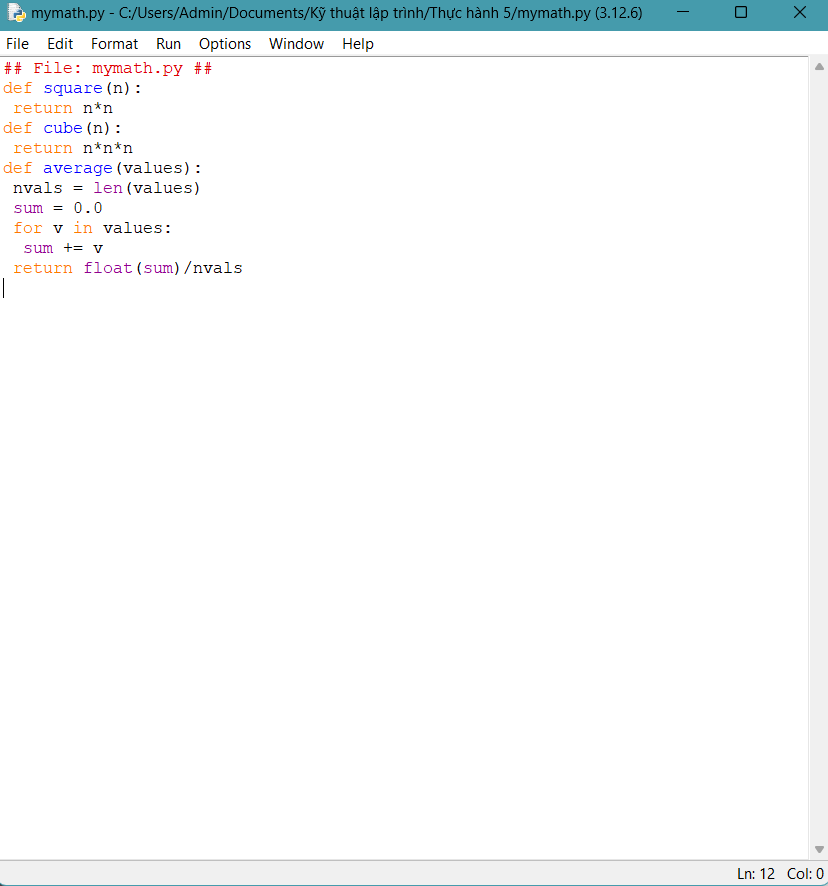 mymath.py - C:/Users/Admin/Documents/Kỹ thuật lập trình/Thực hành 5/mymath.py (3.12.6)
File Edit Format Run Options Window Help
## File: mymath.py ##
def square(n):
 return n*n
def cube(n):
 return n*n*n
def average(values):
 nvals = len(values)
 sum = 0.0
 for v in values:
  sum += v
 return float(sum)/nvals
Ln: 12 Col: 0